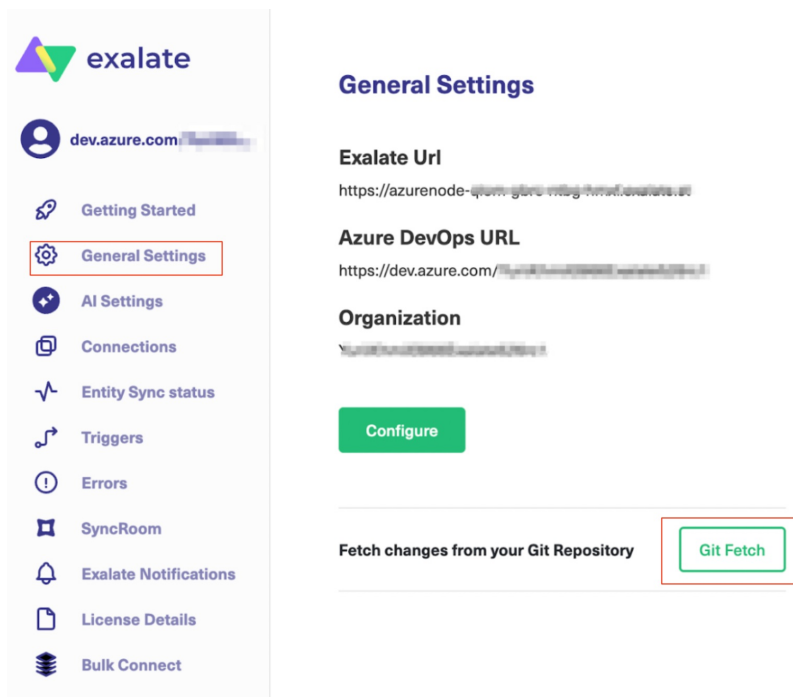 exalate
dev.azure.com
Getting Started
General Settings
AI Settings
Connections
Entity Sync status
Triggers
Errors
SyncRoom
Exalate Notifications
License Details
Bulk Connect
General Settings
Exalate Url
https://azurenode-
Azure DevOps URL
https://dev.azure.com/
Organization
Configure
Fetch changes from your Git Repository
Git Fetch